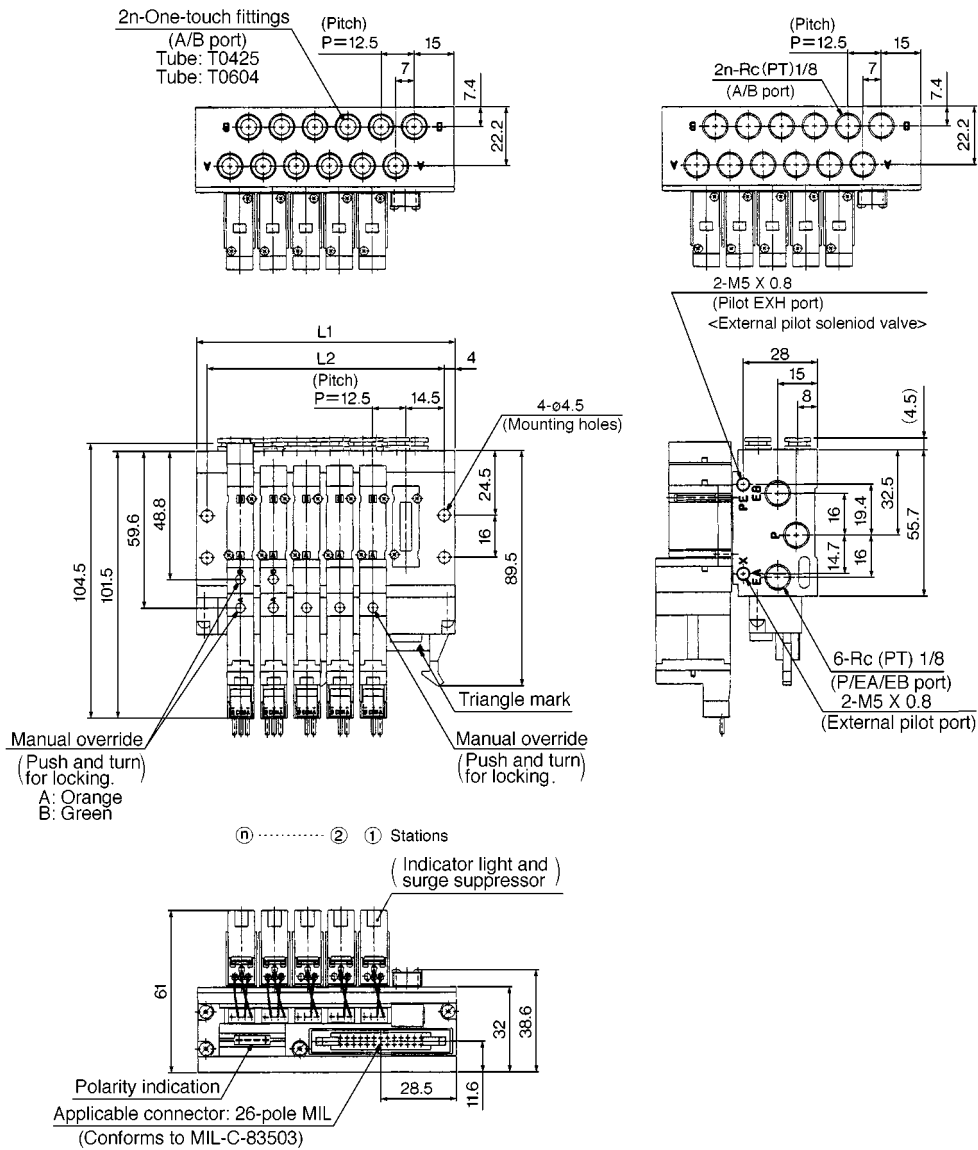 2n-One-touch fittings
(A/B port)
Tube: T0425
Tube: T0604
(Pitch)
P=12.5
15
7
7.4
22.2
B
B
A
A
(Pitch)
P=12.5
15
2n-Rc(PT)1/8
(A/B port)
7
7.4
22.2
B
B
A
A
2-M5 X 0.8
(Pilot EXH port)
<External pilot soleniod valve>
L1
L2
4
(Pitch)
P=12.5
14.5
4-ø4.5
(Mounting holes)
104.5
101.5
59.6
48.8
24.5
16
89.5
Triangle mark
Manual override
(Push and turn)
for locking.
A: Orange
B: Green
Manual override
(Push and turn)
for locking.
28
15
8
(4.5)
PE
EB
P
X
EA
16
19.4
32.5
14.7
16
55.7
6-Rc (PT) 1/8
(P/EA/EB port)
2-M5 X 0.8
(External pilot port)
ⓝ ·········· ② ① Stations
(Indicator light and
surge suppressor)
61
32
38.6
28.5
11.6
Polarity indication
Applicable connector: 26-pole MIL
(Conforms to MIL-C-83503)